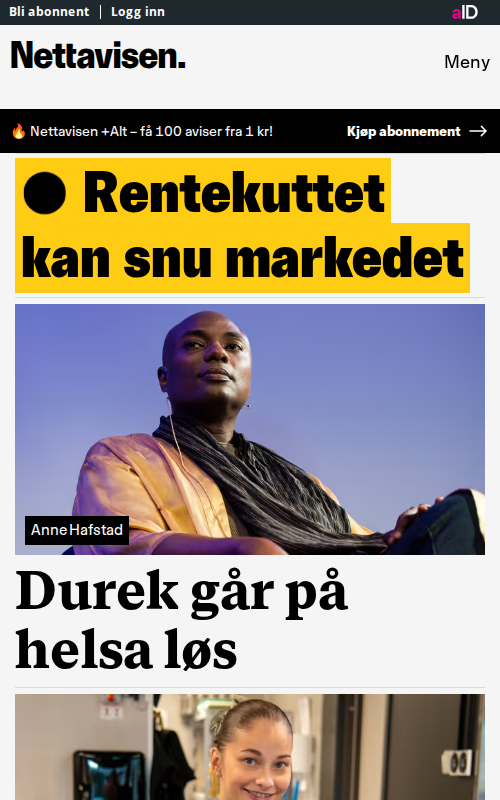 Bli abonnent | Logg inn
aID
Nettavisen.
Meny
🔥 Nettavisen +Alt – få 100 aviser fra 1 kr!
Kjøp abonnement →
● Rentekuttet
kan snu markedet
Anne Hafstad
Durek går på
helsa løs